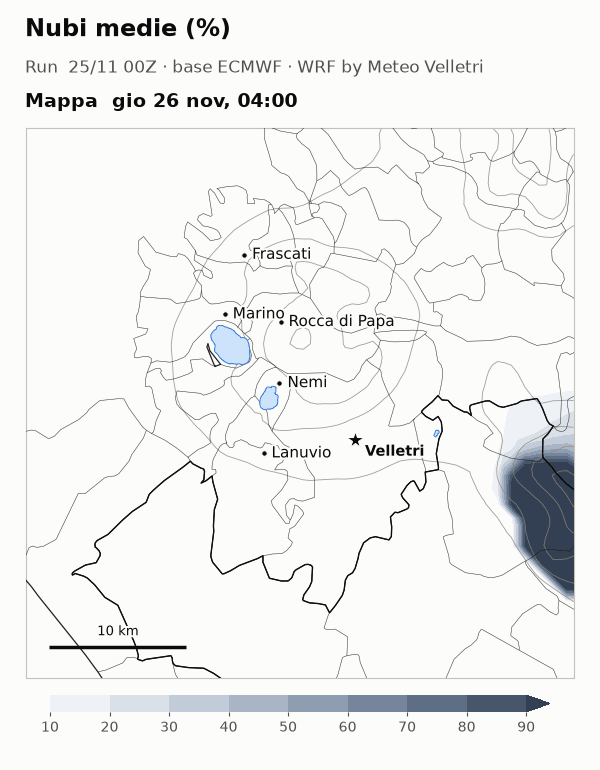 Nubi medie (%)
Run  25/11 00Z · base ECMWF · WRF by Meteo Velletri
Mappa  gio 26 nov, 04:00
Frascati
Marino
Rocca di Papa
Nemi
Velletri
Lanuvio
10 km
10 20 30 40 50 60 70 80 90